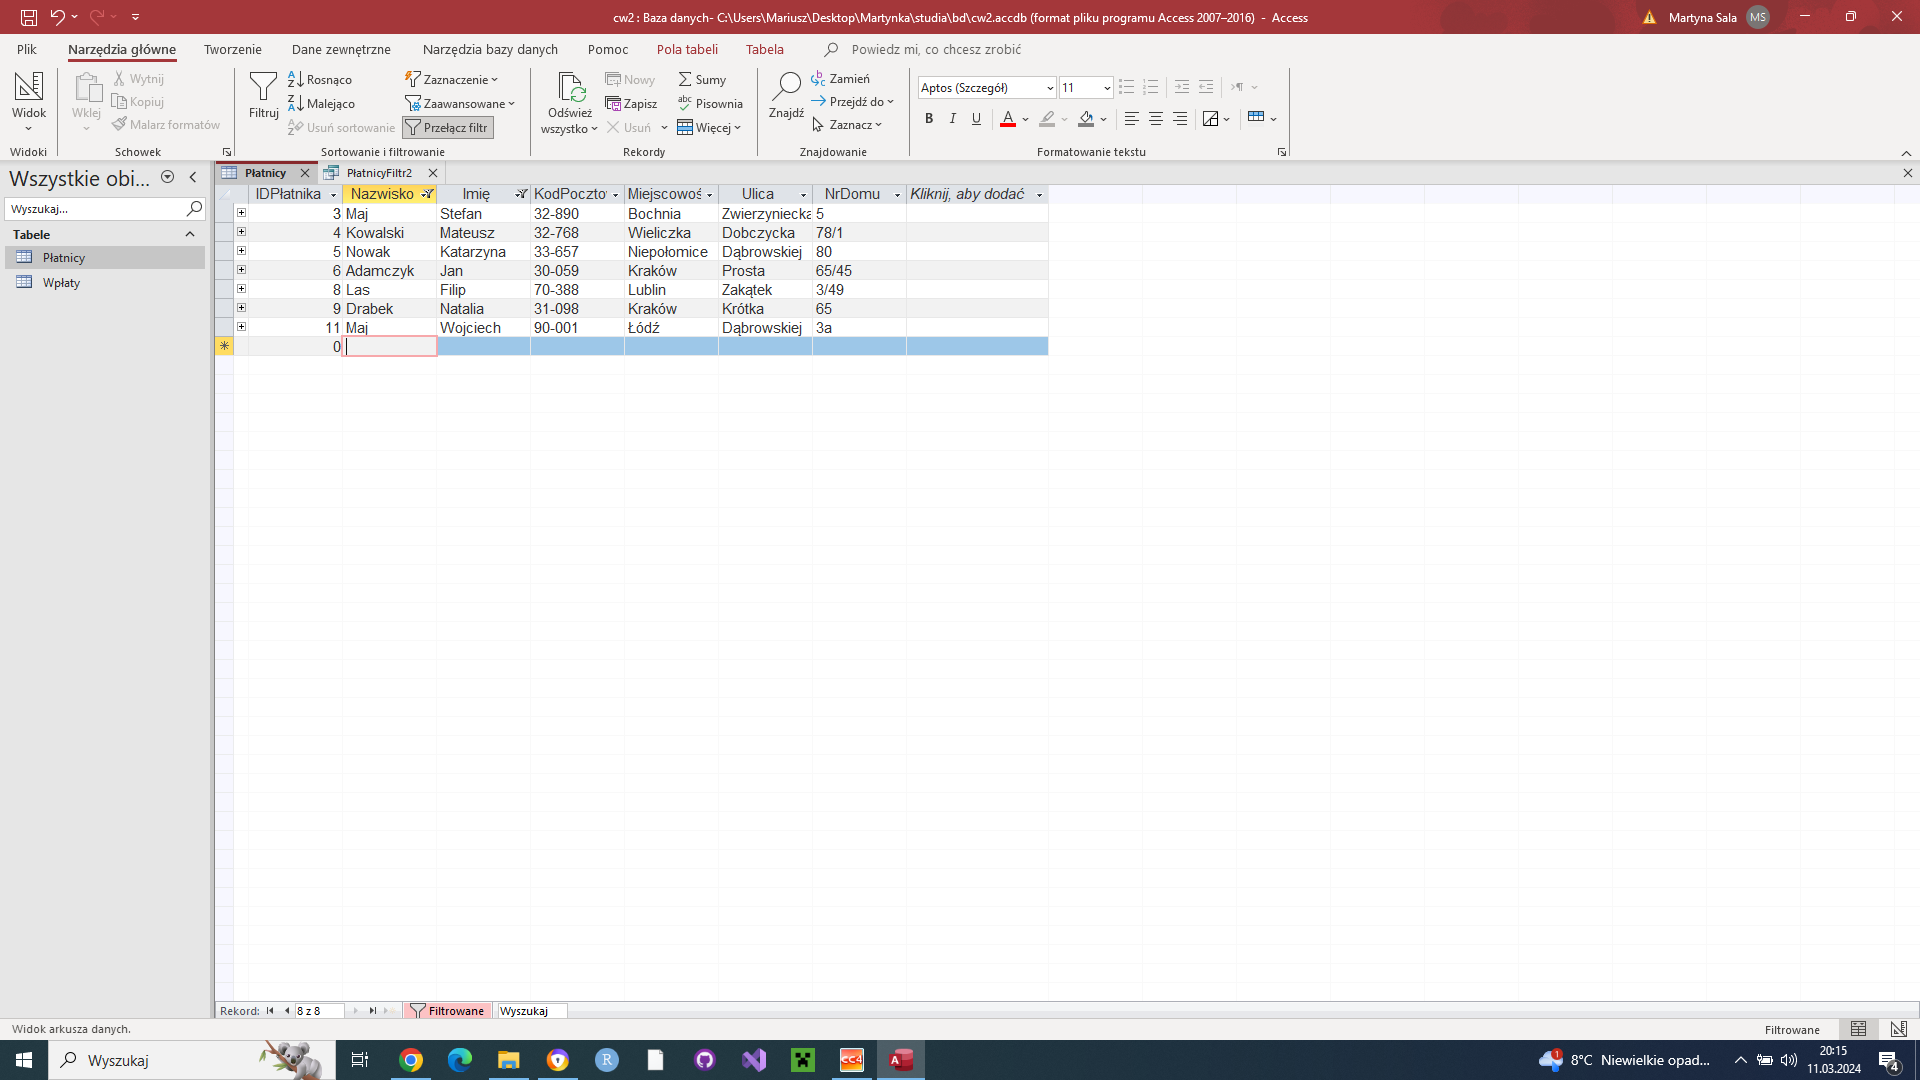 cw2 : Baza danych- C:\Users\Mariusz\Desktop\Martynka\studia\bd\cw2.accdb (format pliku programu Access 2007–2016) - Access
Martyna Sala MS
Plik Narzędzia główne Tworzenie Dane zewnętrzne Narzędzia bazy danych Pomoc Pola tabeli Tabela Powiedz mi, co chcesz zrobić
Widok
Widoki
Wklej
Wytnij
Kopiuj
Malarz formatów
Schowek
Filtruj
Rosnąco
Malejąco
Usuń sortowanie
Zaznaczenie
Zaawansowane
Przełącz filtr
Sortowanie i filtrowanie
Odśwież
wszystko
Nowy
Zapisz
Usuń
Sumy
Pisownia
Więcej
Rekordy
Znajdź
Zamień
Przejdź do
Zaznacz
Znajdowanie
Aptos (Szczegół) 11
B I U A
Formatowanie tekstu
Wszystkie obi...
Wyszukaj...
Tabele
Płatnicy
Wpłaty
Płatnicy PłatnicyFiltr2
IDPłatnika Nazwisko Imię KodPoczto Miejscowoś Ulica NrDomu Kliknij, aby dodać
3 Maj Stefan 32-890 Bochnia Zwierzyniecka 5
4 Kowalski Mateusz 32-768 Wieliczka Dobczycka 78/1
5 Nowak Katarzyna 33-657 Niepołomice Dąbrowskiej 80
6 Adamczyk Jan 30-059 Kraków Prosta 65/45
8 Las Filip 70-388 Lublin Zakątek 3/49
9 Drabek Natalia 31-098 Kraków Krótka 65
11 Maj Wojciech 90-001 Łódź Dąbrowskiej 3a
0
Rekord: 8 z 8 Filtrowane Wyszukaj
Widok arkusza danych.
Filtrowane
Wyszukaj
R
CC4
A
1
8°C Niewielkie opad...
20:15
11.03.2024
4